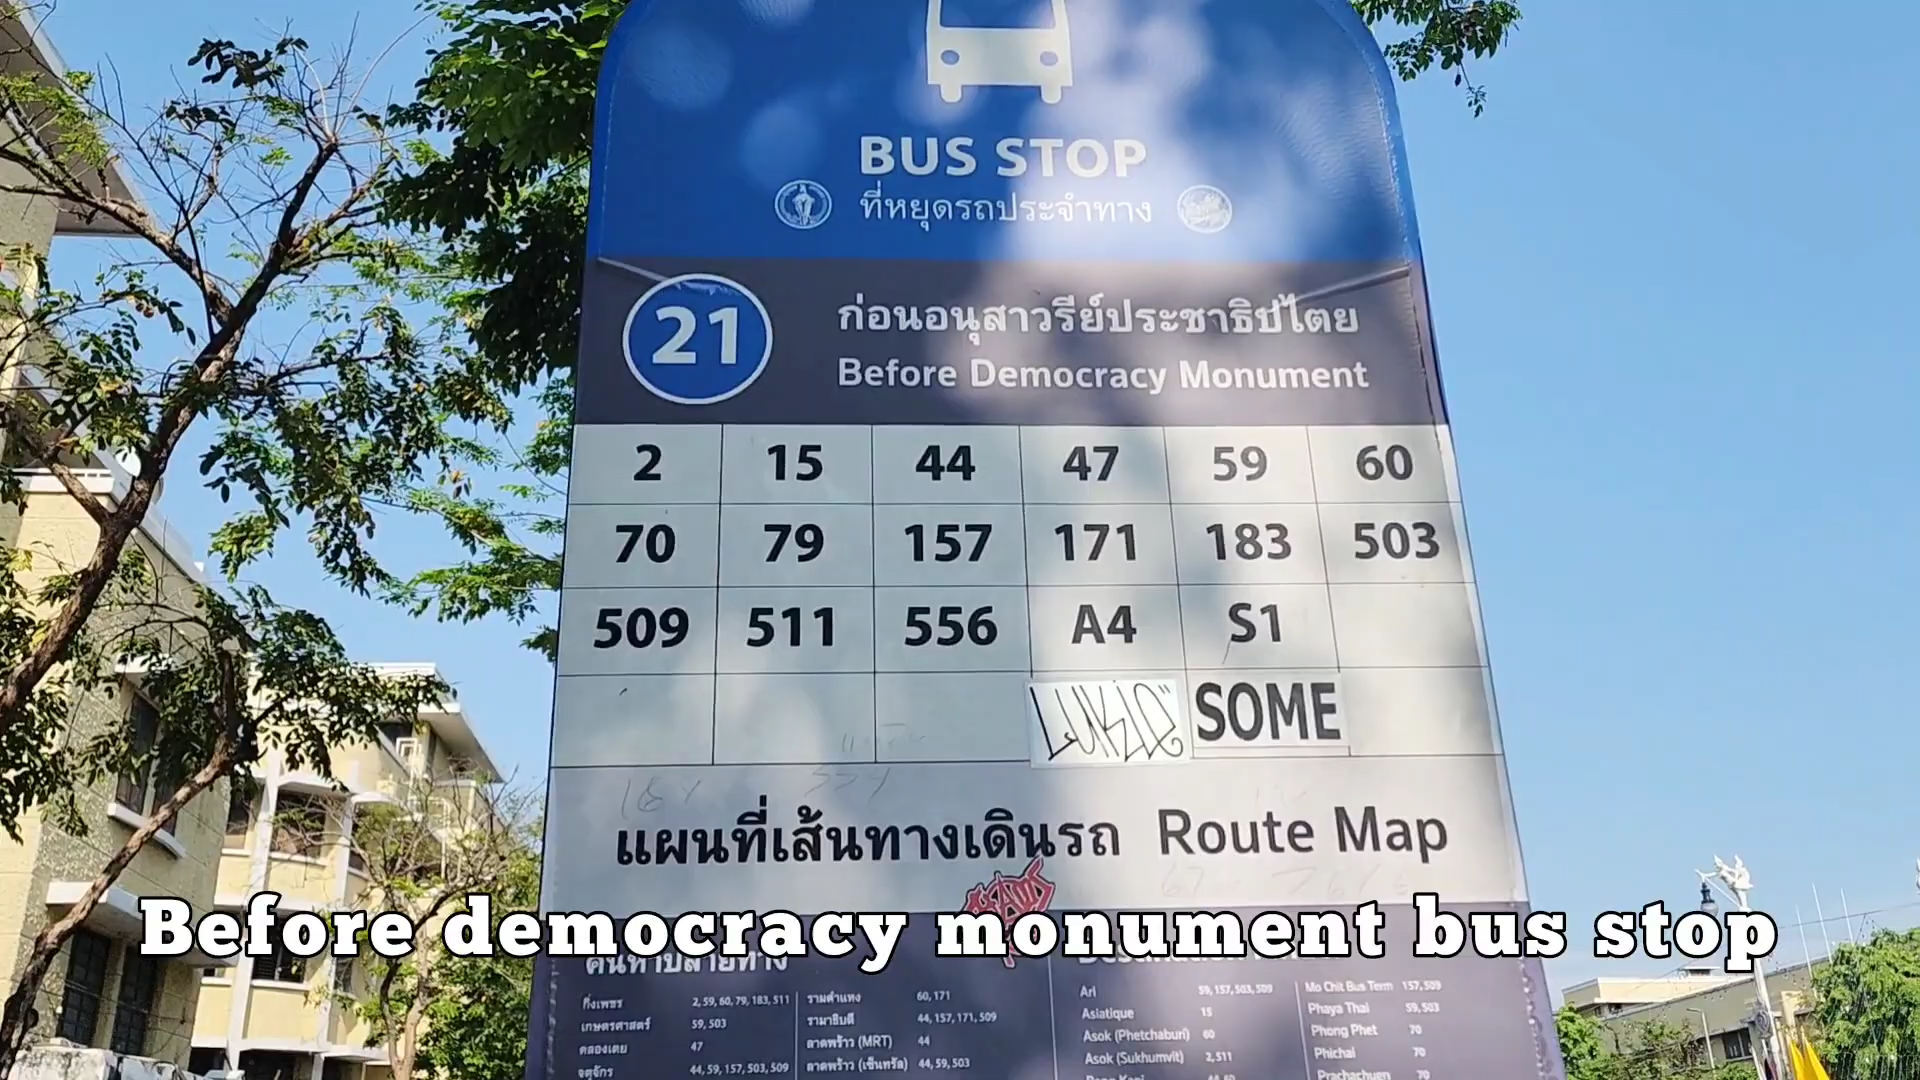 BUS STOP
ที่หยุดรถประจำทาง
21
ก่อนอนุสาวรีย์ประชาธิปไตย
Before Democracy Monument
2 15 44 47 59 60
70 79 157 171 183 503
509 511 556 A4 S1
SOME
แผนที่เส้นทางเดินรถ Route Map
Before democracy monument bus stop
ค้นหาปลายทาง
กิ่งเพชร 2, 59, 60, 79, 183, 511
เกษตรศาสตร์ 59, 503
คลองเตย 47
จตุจักร 44, 59, 157, 503, 509
รามคำแหง 60, 171
รามาธิบดี 44, 157, 171, 509
ลาดพร้าว (MRT) 44
ลาดพร้าว (เซ็นทรัล) 44, 59, 503
Ari 59, 157, 503, 509
Asiatique 15
Asok (Phetchaburi) 60
Asok (Sukhumvit) 2, 511
Mo Chit Bus Term 157, 509
Phaya Thai 59, 503
Phong Phet 70
Phichai 70
Prachachuen 70